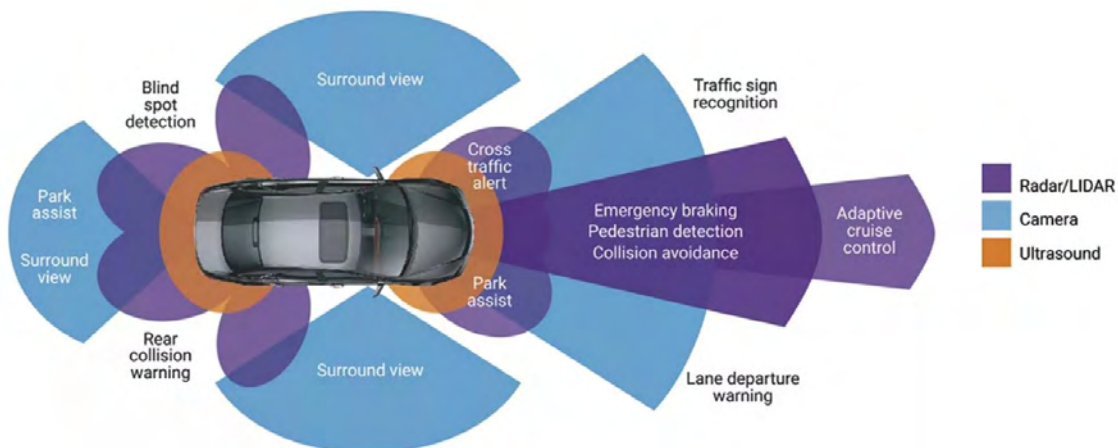 Surround view
Blind
spot
detection
Traffic sign
recognition
Cross
traffic
alert
Park
assist
Surround view
Emergency braking
Pedestrian detection
Collision avoidance
Adaptive
cruise
control
Radar/LIDAR
Camera
Ultrasound
Park
assist
Rear
collision
warning
Surround view
Lane departure
warning